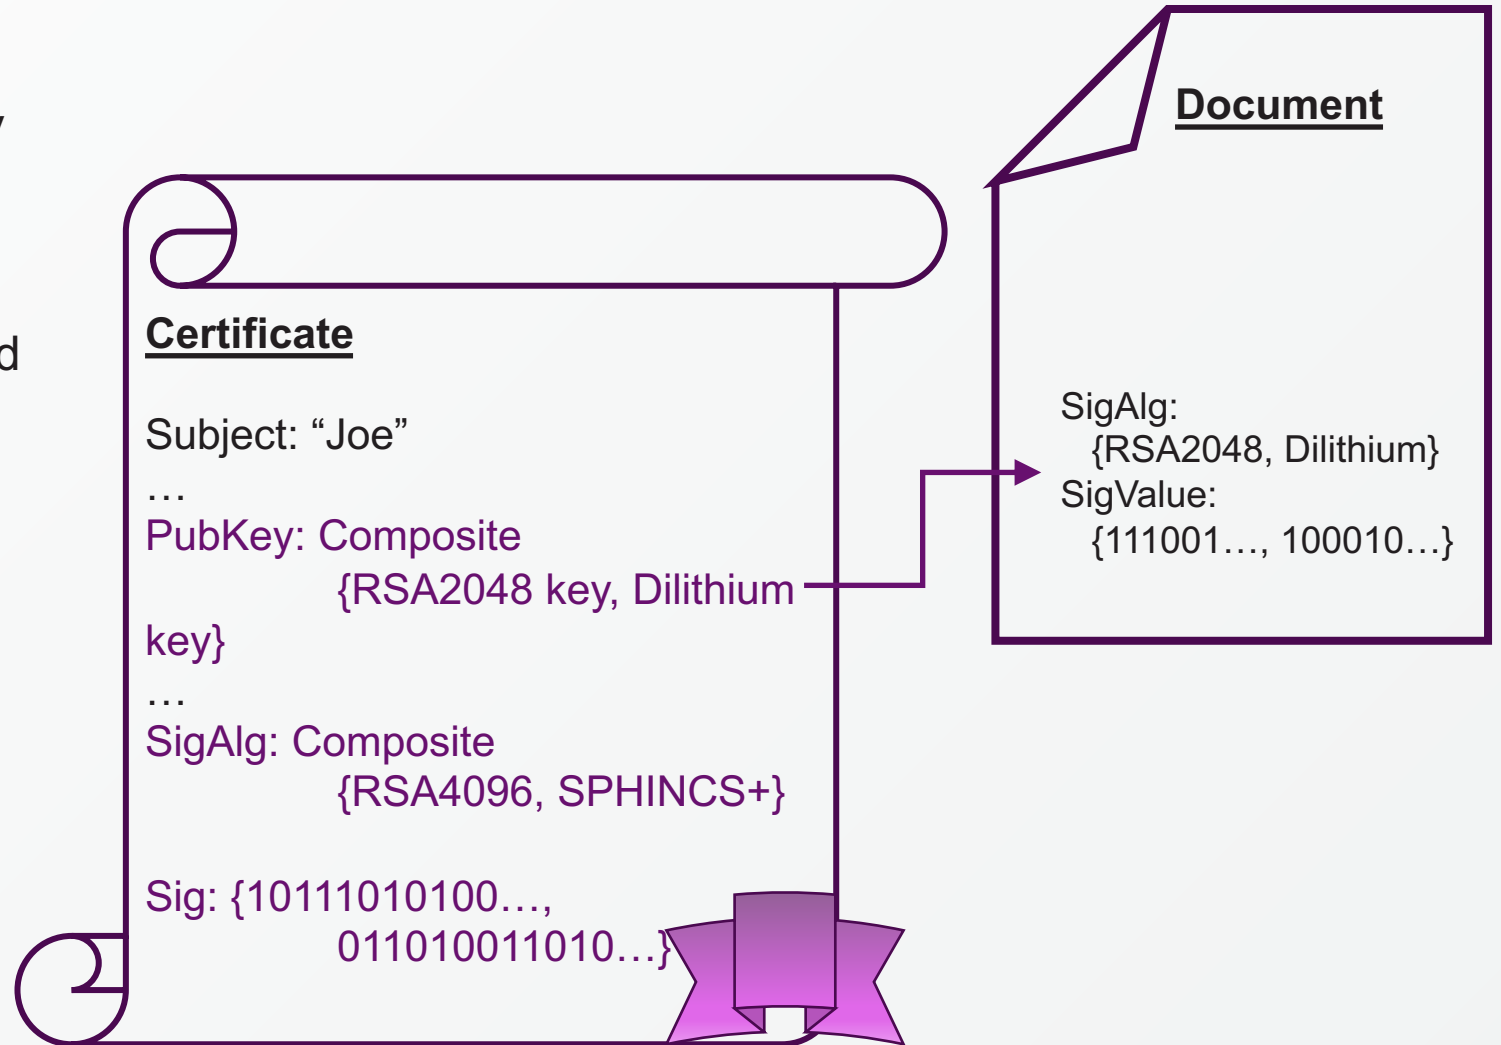 Certificate
Subject: “Joe”
…
PubKey: Composite
{RSA2048 key, Dilithium
key}
…
SigAlg: Composite
{RSA4096, SPHINCS+}
Sig: {10111010100…,
011010011010…}
Document
SigAlg:
{RSA2048, Dilithium}
SigValue:
{111001…, 100010…}